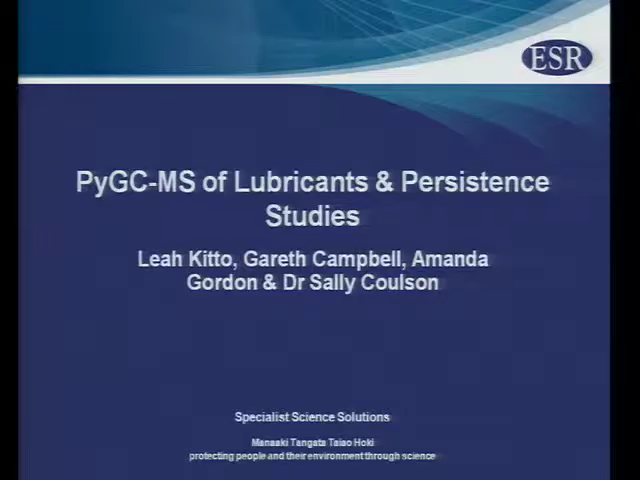 ESR
PyGC-MS of Lubricants & Persistence
Studies
Leah Kitto, Gareth Campbell, Amanda
Gordon & Dr Sally Coulson
Specialist Science Solutions
Manaaki Tangata Taiao Hoki
protecting people and their environment through science